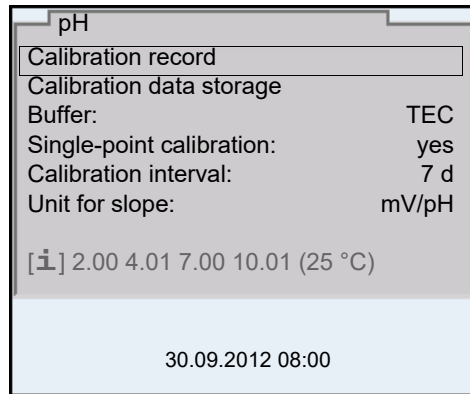 pH
Calibration record
Calibration data storage
Buffer: TEC
Single-point calibration: yes
Calibration interval: 7 d
Unit for slope: mV/pH
[i] 2.00 4.01 7.00 10.01 (25 °C)
30.09.2012 08:00